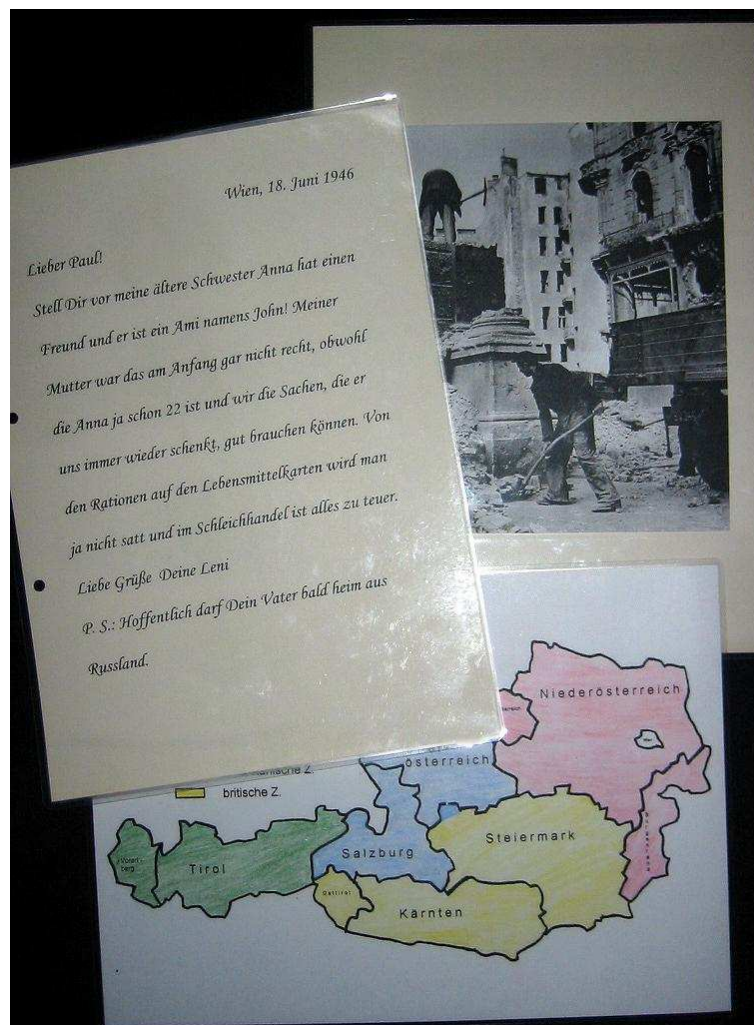 Wien, 18. Juni 1946
Lieber Paul!
Stell Dir vor meine ältere Schwester Anna hat einen
Freund und er ist ein Ami namens John! Meiner
Mutter war das am Anfang gar nicht recht, obwohl
die Anna ja schon 22 ist und wir die Sachen, die er
uns immer wieder schenkt, gut brauchen können. Von
den Rationen auf den Lebensmittelkarten wird man
ja nicht satt und im Schleichhandel ist alles zu teuer.
Liebe Grüße Deine Leni
P. S.: Hoffentlich darf Dein Vater bald heim aus
Russland.
Niederösterreich
Wien
österreich
Z.
britische Z.
Burgenland
Steiermark
Salzburg
Vorarl-
berg
Tirol
Osttirol
Kärnten